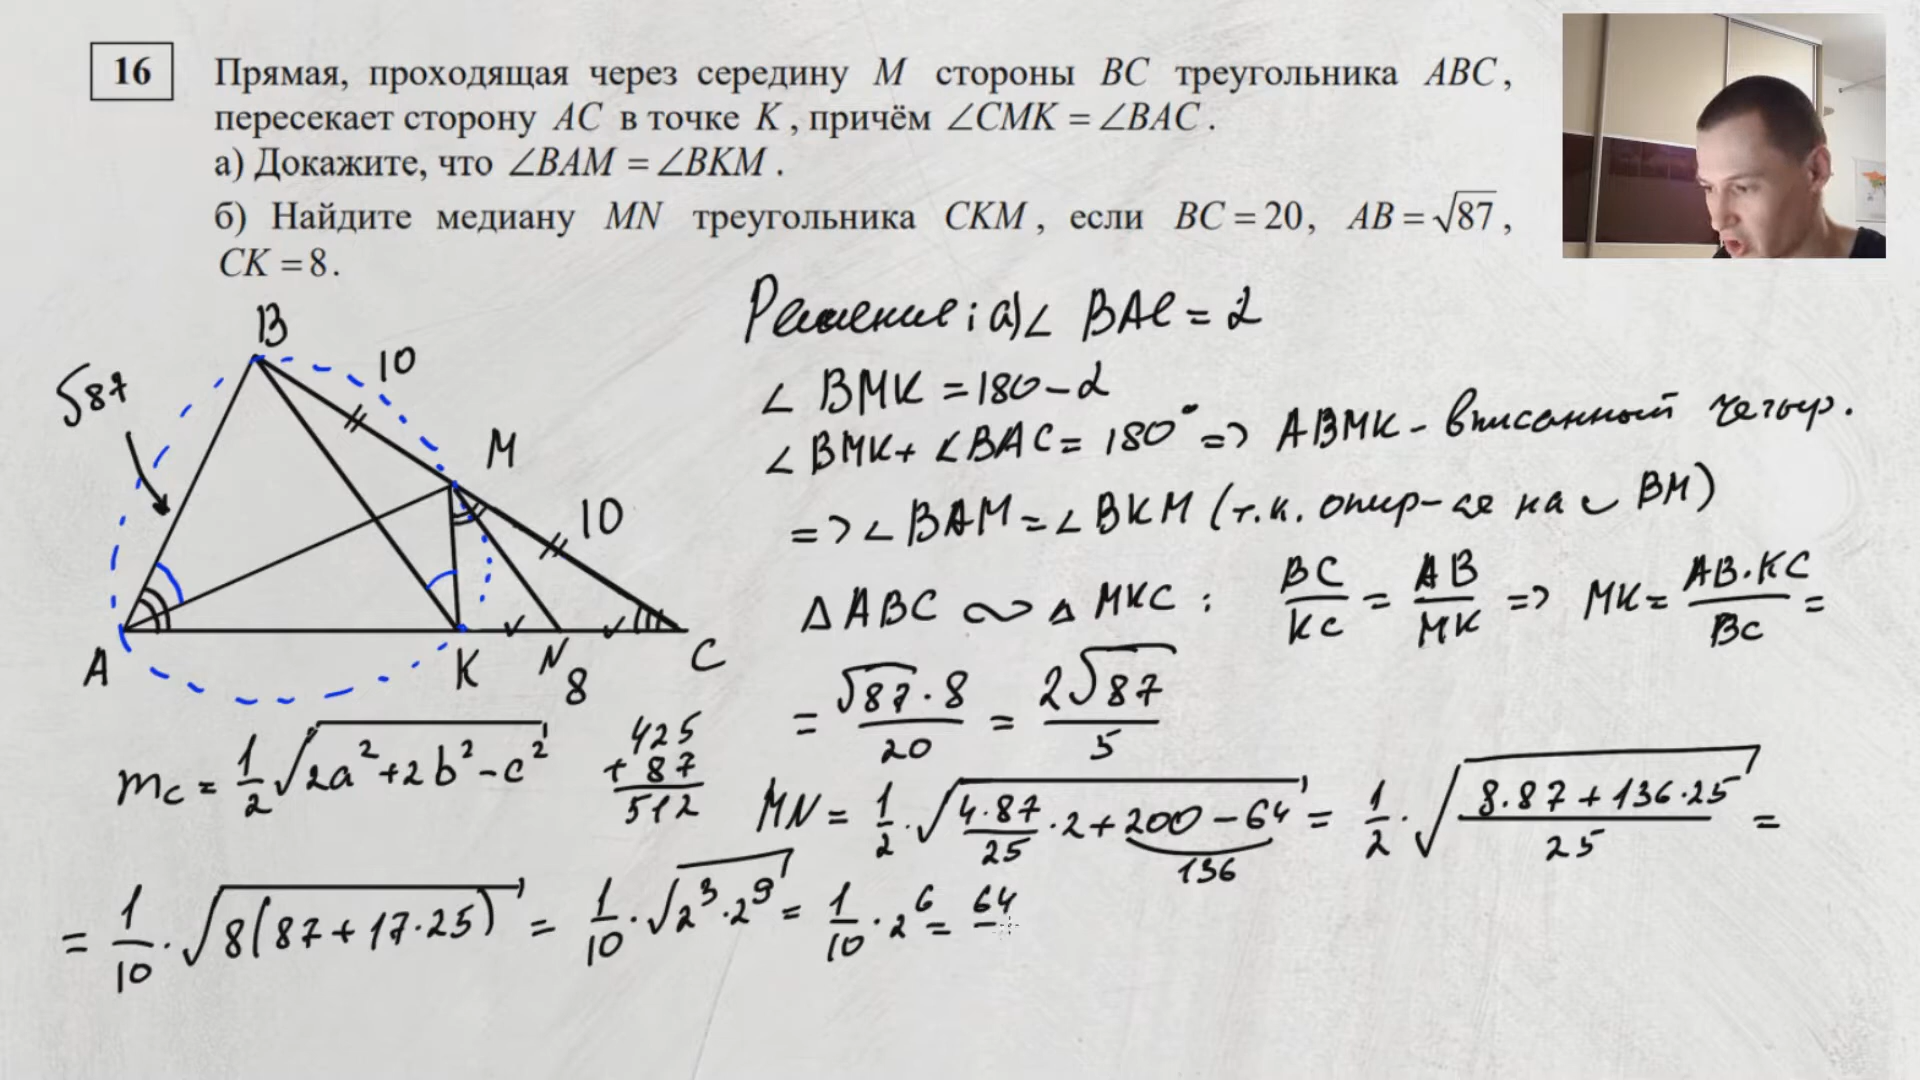 16
Прямая, проходящая через середину M стороны BC треугольника ABC,
пересекает сторону AC в точке K, причём ∠CMK = ∠BAC.
а) Докажите, что ∠BAM = ∠BKM.
б) Найдите медиану MN треугольника CKM, если BC = 20, AB = √87,
CK = 8.
Решение: а) ∠ BAC = α
∠ BMK = 180 − α
∠ BMK + ∠ BAC = 180° => ABMK - вписанный четыр.
=> ∠ BAM = ∠ BKM (т.к. опир-ся на ◡ BM)
△ ABC ∽ △ MKC : BC/KC = AB/MK => MK = AB·KC/BC =
= √87·8/20 = 2√87/5
B
10
√87
M
10
A
K
N
8
C
m_c = 1/2 √(2a² + 2b² − c²)
425
+ 87
512
MN = 1/2 · √(4·87/25 · 2 + 200 − 64) = 1/2 · √((8·87 + 136·25)/25) =
136
= 1/10 · √(8(87 + 17·25)) = 1/10 · √(2³·2⁹) = 1/10 · 2⁶ = 64